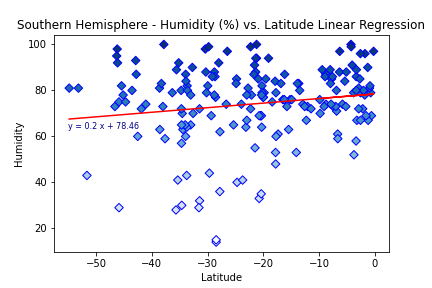 Southern Hemisphere - Humidity (%) vs. Latitude Linear Regression
100
80
60
40
20
Humidity
y = 0.2 x + 78.46
−50
−40
−30
−20
−10
0
Latitude